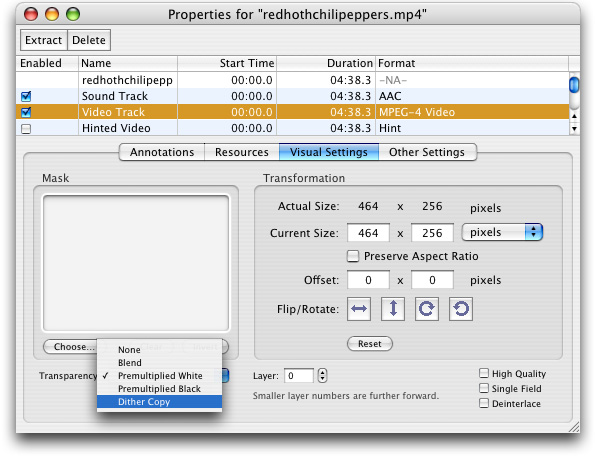 Properties for "redhothchilipeppers.mp4"
Extract Delete
Enabled Name Start Time Duration Format
redhothchilipepp 00:00.0 04:38.3 -NA-
Sound Track 00:00.0 04:38.3 AAC
Video Track 00:00.0 04:38.3 MPEG-4 Video
Hinted Video 00:00.0 04:38.3 Hint
Annotations Resources Visual Settings Other Settings
Mask
Transformation
Actual Size: 464 x 256 pixels
Current Size: 464 x 256 pixels
Preserve Aspect Ratio
Offset: 0 x 0 pixels
Flip/Rotate:
Reset
Choose...
Transparency
None
Blend
✓ Premultiplied White
Premultiplied Black
Dither Copy
Layer: 0
Smaller layer numbers are further forward.
High Quality
Single Field
Deinterlace